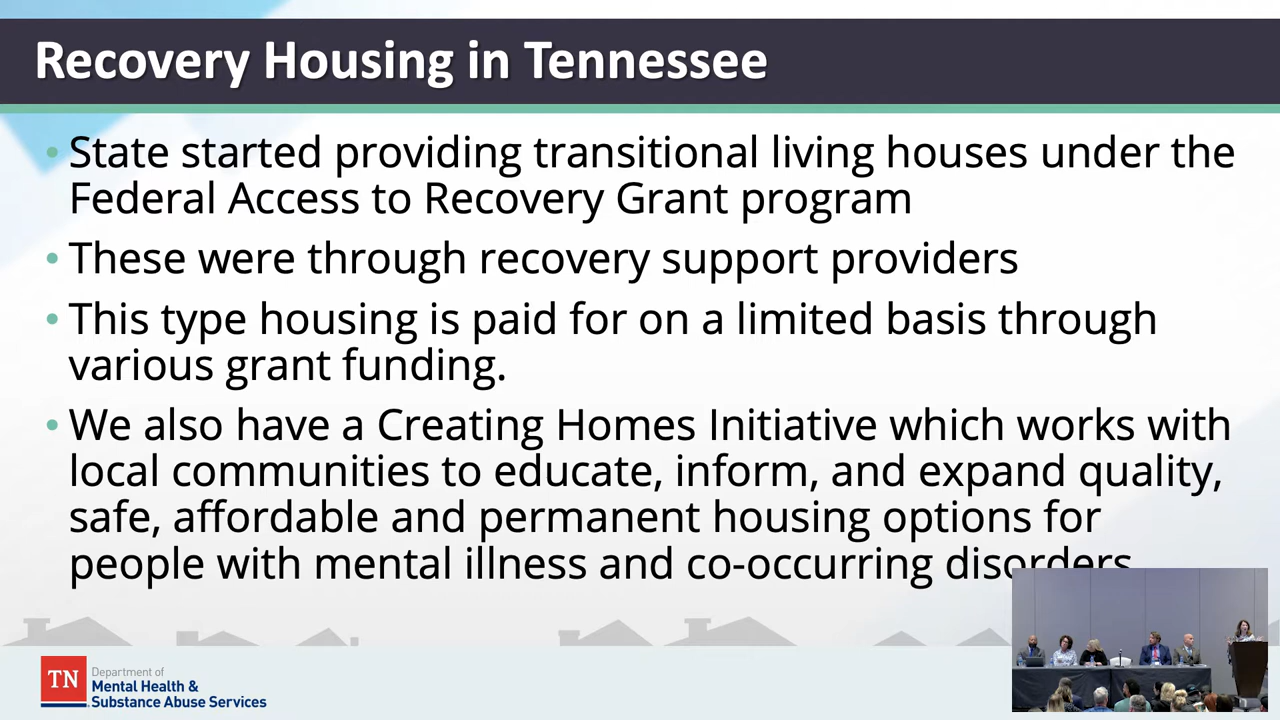 Recovery Housing in Tennessee
• State started providing transitional living houses under the
Federal Access to Recovery Grant program
• These were through recovery support providers
• This type housing is paid for on a limited basis through
various grant funding.
• We also have a Creating Homes Initiative which works with
local communities to educate, inform, and expand quality,
safe, affordable and permanent housing options for
people with mental illness and co-occurring disorders
TN
Department of
Mental Health &
Substance Abuse Services